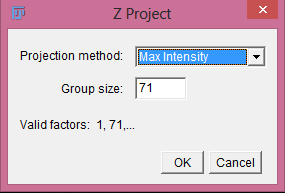 Z Project
Projection method: Max Intensity
Group size: 71
Valid factors: 1, 71,...
OK Cancel